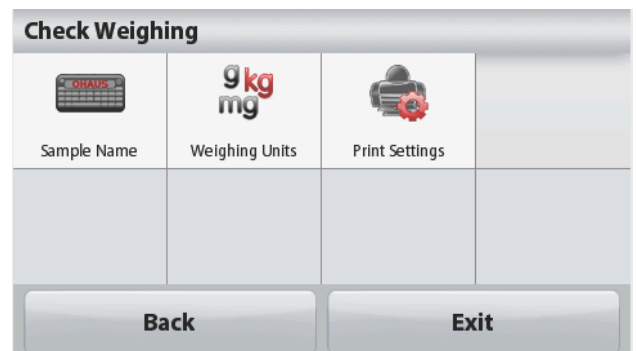 Check Weighing
OHAUS
g kg
mg
Sample Name
Weighing Units
Print Settings
Back
Exit